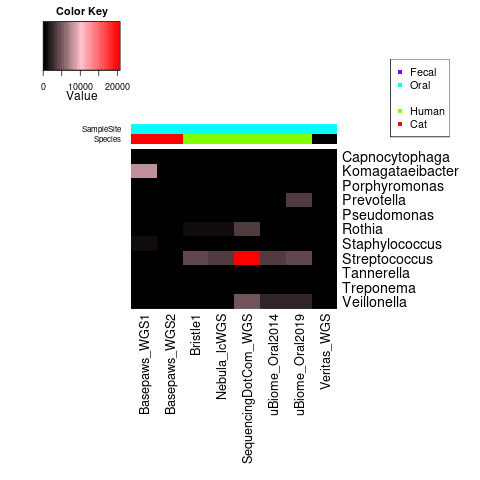 Color Key
0 10000 20000
Value
Fecal
Oral
Human
Cat
SampleSite
Species
Capnocytophaga
Komagataeibacter
Porphyromonas
Prevotella
Pseudomonas
Rothia
Staphylococcus
Streptococcus
Tannerella
Treponema
Veillonella
Basepaws_WGS1
Basepaws_WGS2
Bristle1
Nebula_lcWGS
SequencingDotCom_WGS
uBiome_Oral2014
uBiome_Oral2019
Veritas_WGS